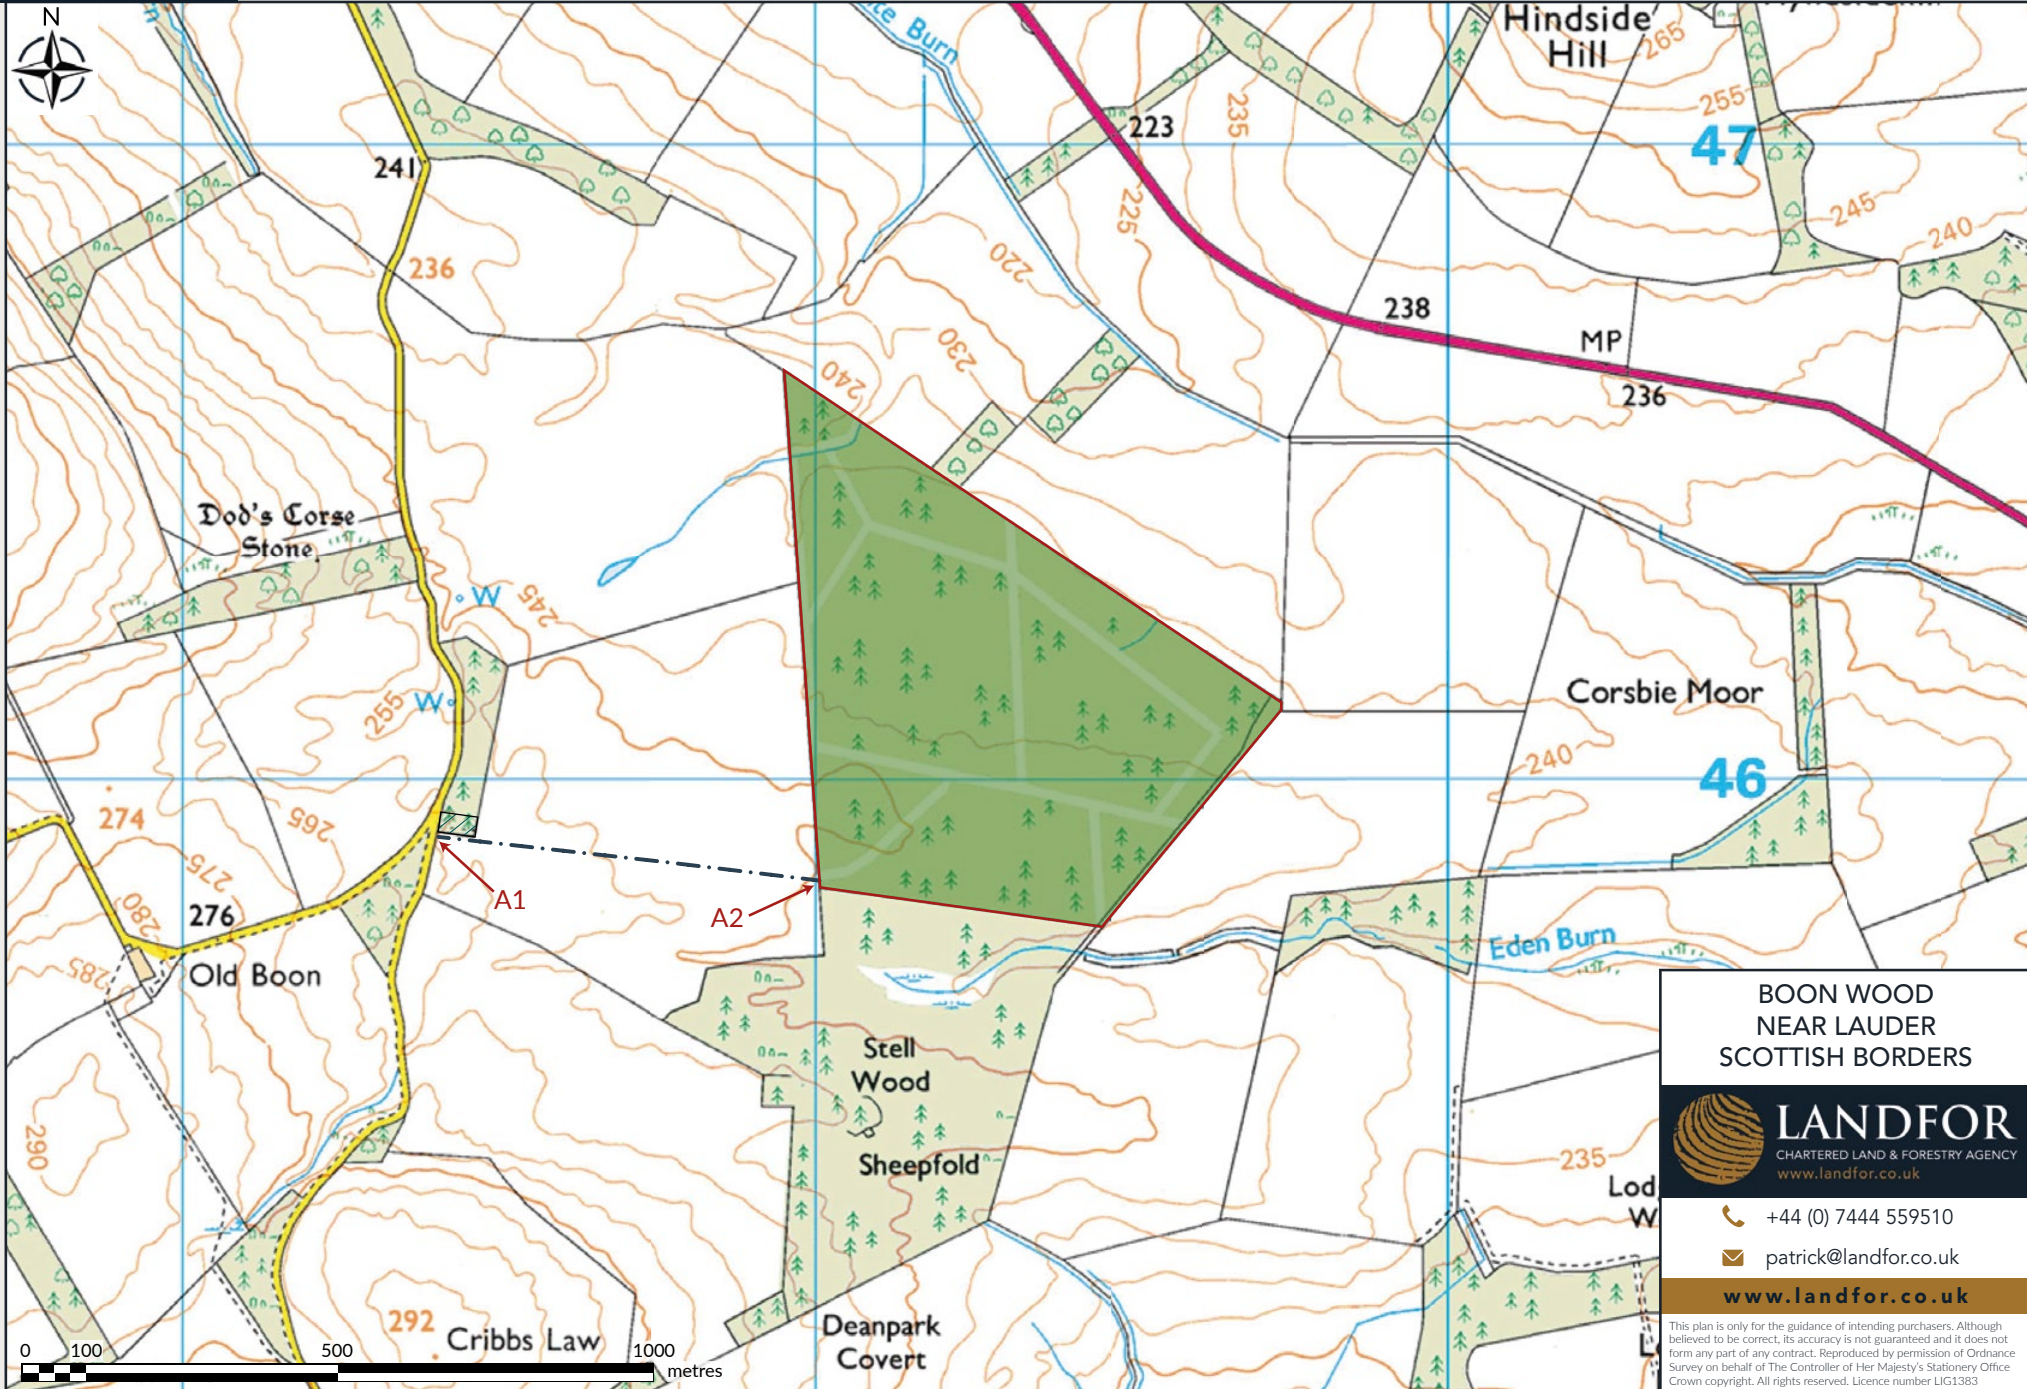 N
Burn
Hindside
Hill
265
255
47
223
235
241
225
245
240
236
220
238
230
MP
240
236
Dod's Corse
Stone
W
245
W
255
Corsbie Moor
240
46
274
265
275
A1
280
276
A2
Eden Burn
285
Old Boon
Stell
Wood
290
Sheepfold
235
292
Cribbs Law
Deanpark
Covert
0 100 500 1000
metres
BOON WOOD
NEAR LAUDER
SCOTTISH BORDERS
LANDFOR
CHARTERED LAND & FORESTRY AGENCY
www.landfor.co.uk
+44 (0) 7444 559510
patrick@landfor.co.uk
www.landfor.co.uk
This plan is only for the guidance of intending purchasers. Although
believed to be correct, its accuracy is not guaranteed and it does not
form any part of any contract. Reproduced by permission of Ordnance
Survey on behalf of The Controller of Her Majesty's Stationery Office
Crown copyright. All rights reserved. Licence number LIG1383